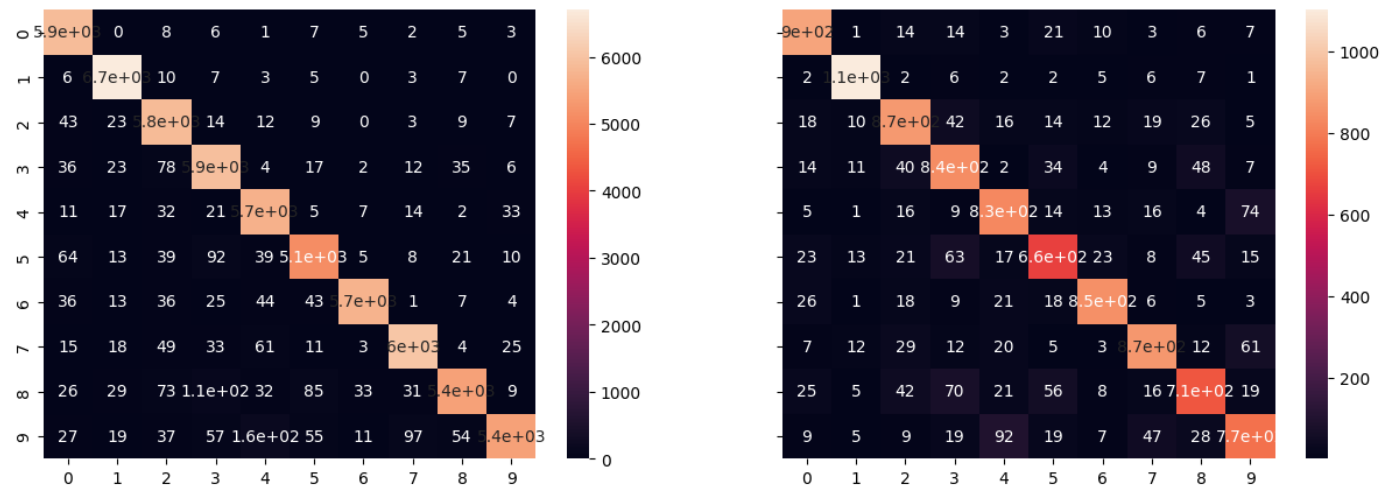 0 5.9e+03 0 8 6 1 7 5 2 5 3
1 6 6.7e+03 10 7 3 5 0 3 7 0
2 43 23 5.8e+03 14 12 9 0 3 9 7
3 36 23 78 5.9e+03 4 17 2 12 35 6
4 11 17 32 21 5.7e+03 5 7 14 2 33
5 64 13 39 92 39 5.1e+03 5 8 21 10
6 36 13 36 25 44 43 5.7e+03 1 7 4
7 15 18 49 33 61 11 3 6e+03 4 25
8 26 29 73 1.1e+02 32 85 33 31 5.4e+03 9
9 27 19 37 57 1.6e+02 55 11 97 54 5.4e+03
0 1 2 3 4 5 6 7 8 9
6000
5000
4000
3000
2000
1000
0
9e+02 1 14 14 3 21 10 3 6 7
2 1.1e+03 2 6 2 2 5 6 7 1
18 10 8.7e+02 42 16 14 12 19 26 5
14 11 40 8.4e+02 2 34 4 9 48 7
5 1 16 9 8.3e+02 14 13 16 4 74
23 13 21 63 17 6.6e+02 23 8 45 15
26 1 18 9 21 18 8.5e+02 6 5 3
7 12 29 12 20 5 3 8.7e+02 12 61
25 5 42 70 21 56 8 16 7.1e+02 19
9 5 9 19 92 19 7 47 28 7.7e+0
0 1 2 3 4 5 6 7 8 9
1000
800
600
400
200